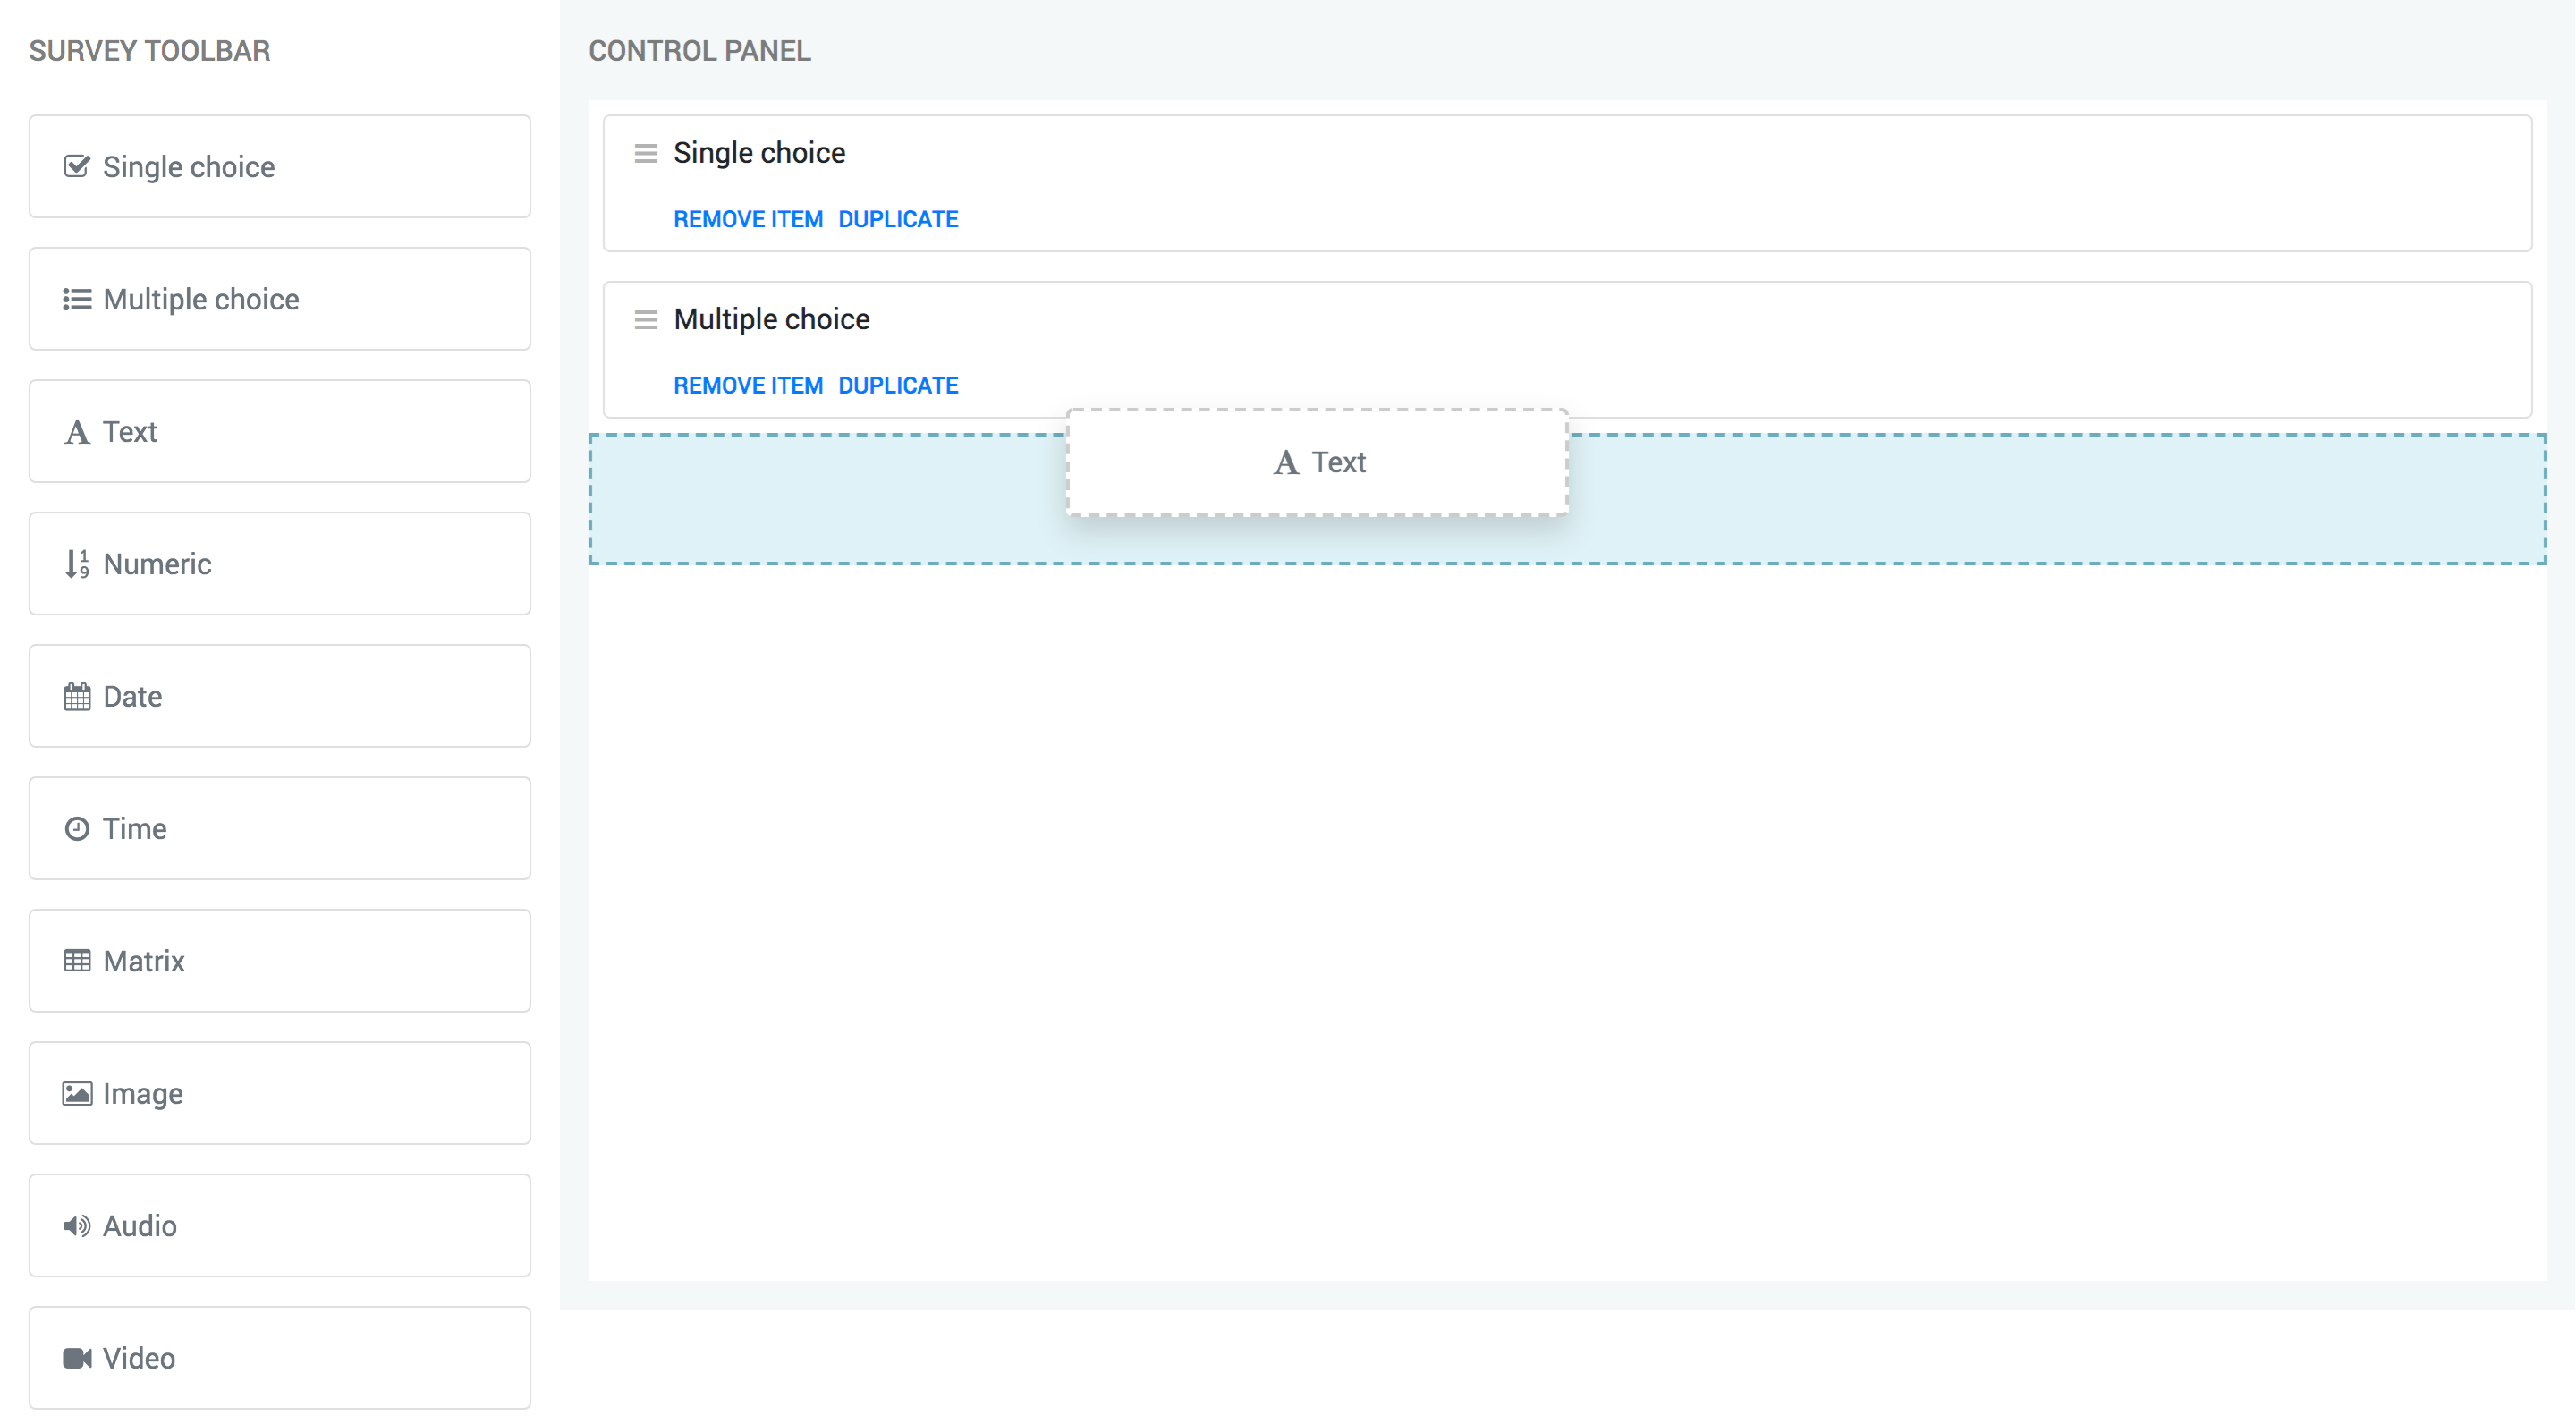 SURVEY TOOLBAR
Single choice
Multiple choice
Text
Numeric
Date
Time
Matrix
Image
Audio
Video
CONTROL PANEL
Single choice
REMOVE ITEM DUPLICATE
Multiple choice
REMOVE ITEM DUPLICATE
Text